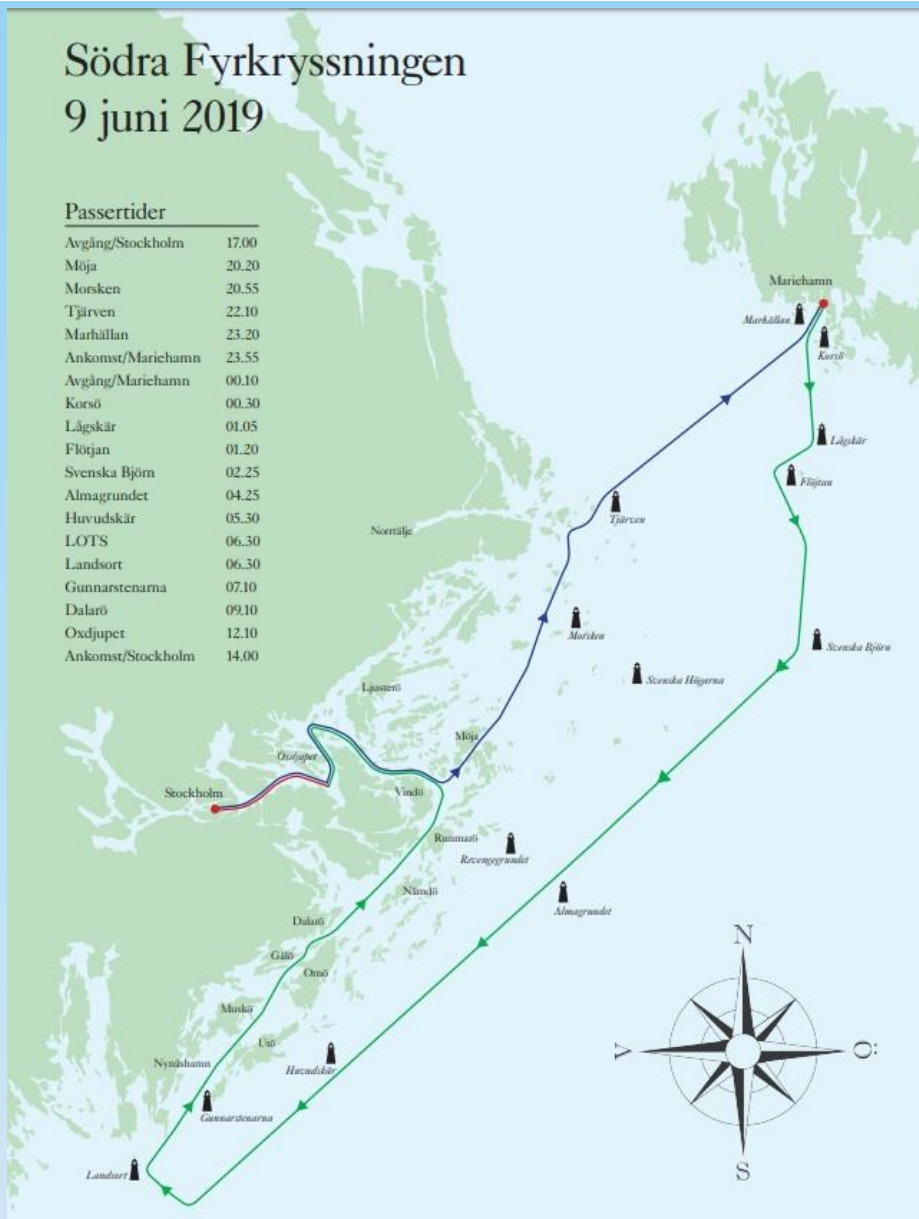 Södra Fyrkryssningen
9 juni 2019
Passertider
Avgång/Stockholm 17.00
Möja 20.20
Morsken 20.55
Tjärven 22.10
Marhällan 23.20
Ankomst/Mariehamn 23.55
Avgång/Mariehamn 00.10
Korsö 00.30
Lågskär 01.05
Flötjan 01.20
Svenska Björn 02.25
Almagrundet 04.25
Huvudskär 05.30
LOTS 06.30
Landsort 06.30
Gunnarstenarna 07.10
Dalarö 09.10
Oxdjupet 12.10
Ankomst/Stockholm 14.00
Mariehamn
Marhällan
Korsö
Lågskär
Flöjtan
Tjärven
Norrtälje
Morsken
Svenska Björn
Svenska Högarna
Ljusterö
Möja
Oxdjupet
Stockholm
Vindö
Runmarö
Revengegrundet
Nämdö
Almagrundet
Dalarö
Gålö
Ornö
Muskö
Utö
Nynäshamn
Huvudskär
Gunnarstenarna
Landsort
N
V
Ö
S